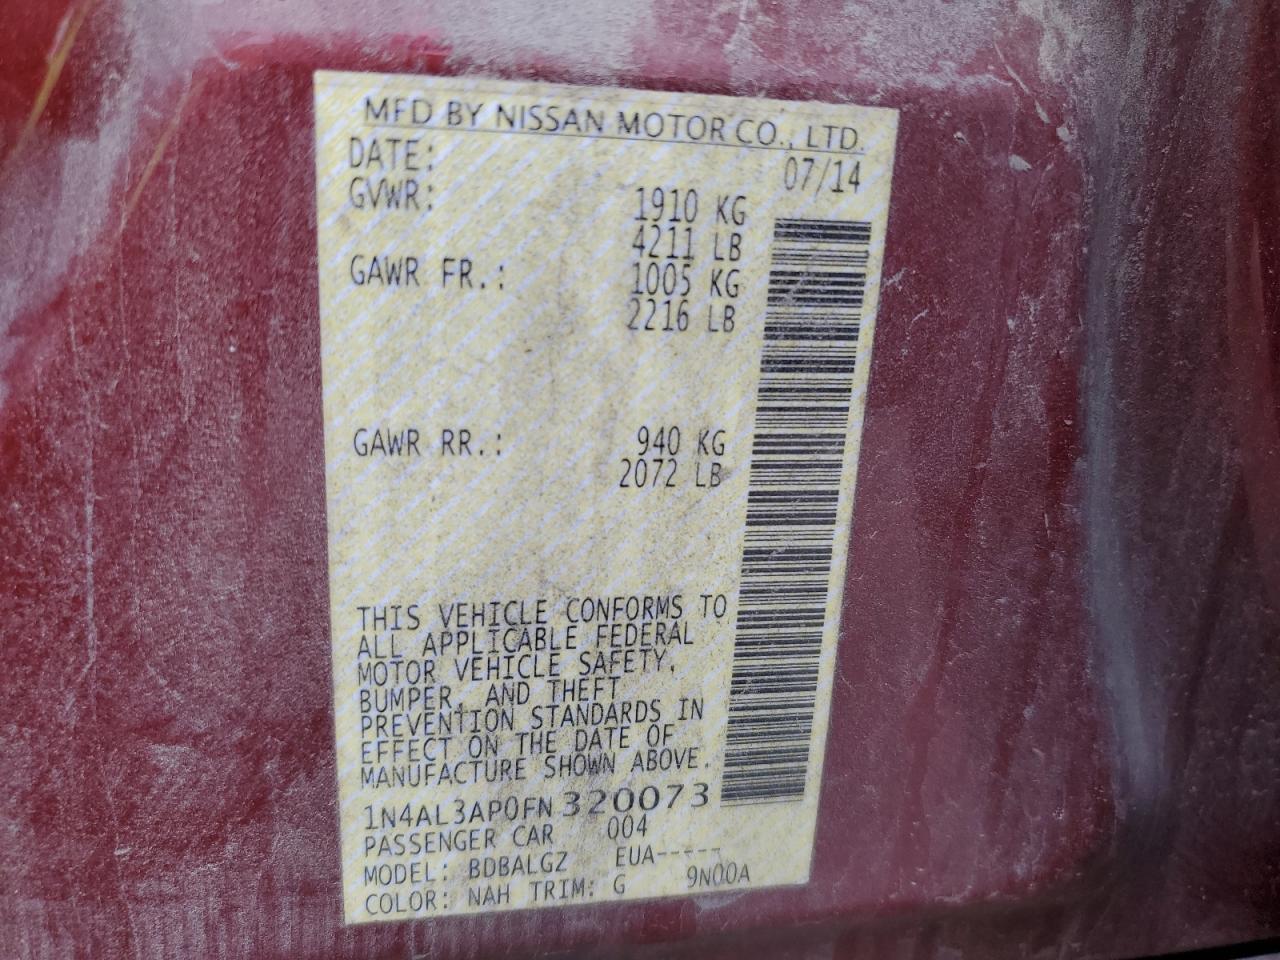 MFD BY NISSAN MOTOR CO., LTD.
DATE: 07/14
GVWR: 1910 KG
4211 LB
GAWR FR.: 1005 KG
2216 LB
GAWR RR.: 940 KG
2072 LB
THIS VEHICLE CONFORMS TO
ALL APPLICABLE FEDERAL
MOTOR VEHICLE SAFETY,
BUMPER, AND THEFT
PREVENTION STANDARDS IN
EFFECT ON THE DATE OF
MANUFACTURE SHOWN ABOVE.
1N4AL3AP0FN320073
PASSENGER CAR 004
MODEL: BDBALGZ EUA-----
COLOR: NAH TRIM: G 9N00A